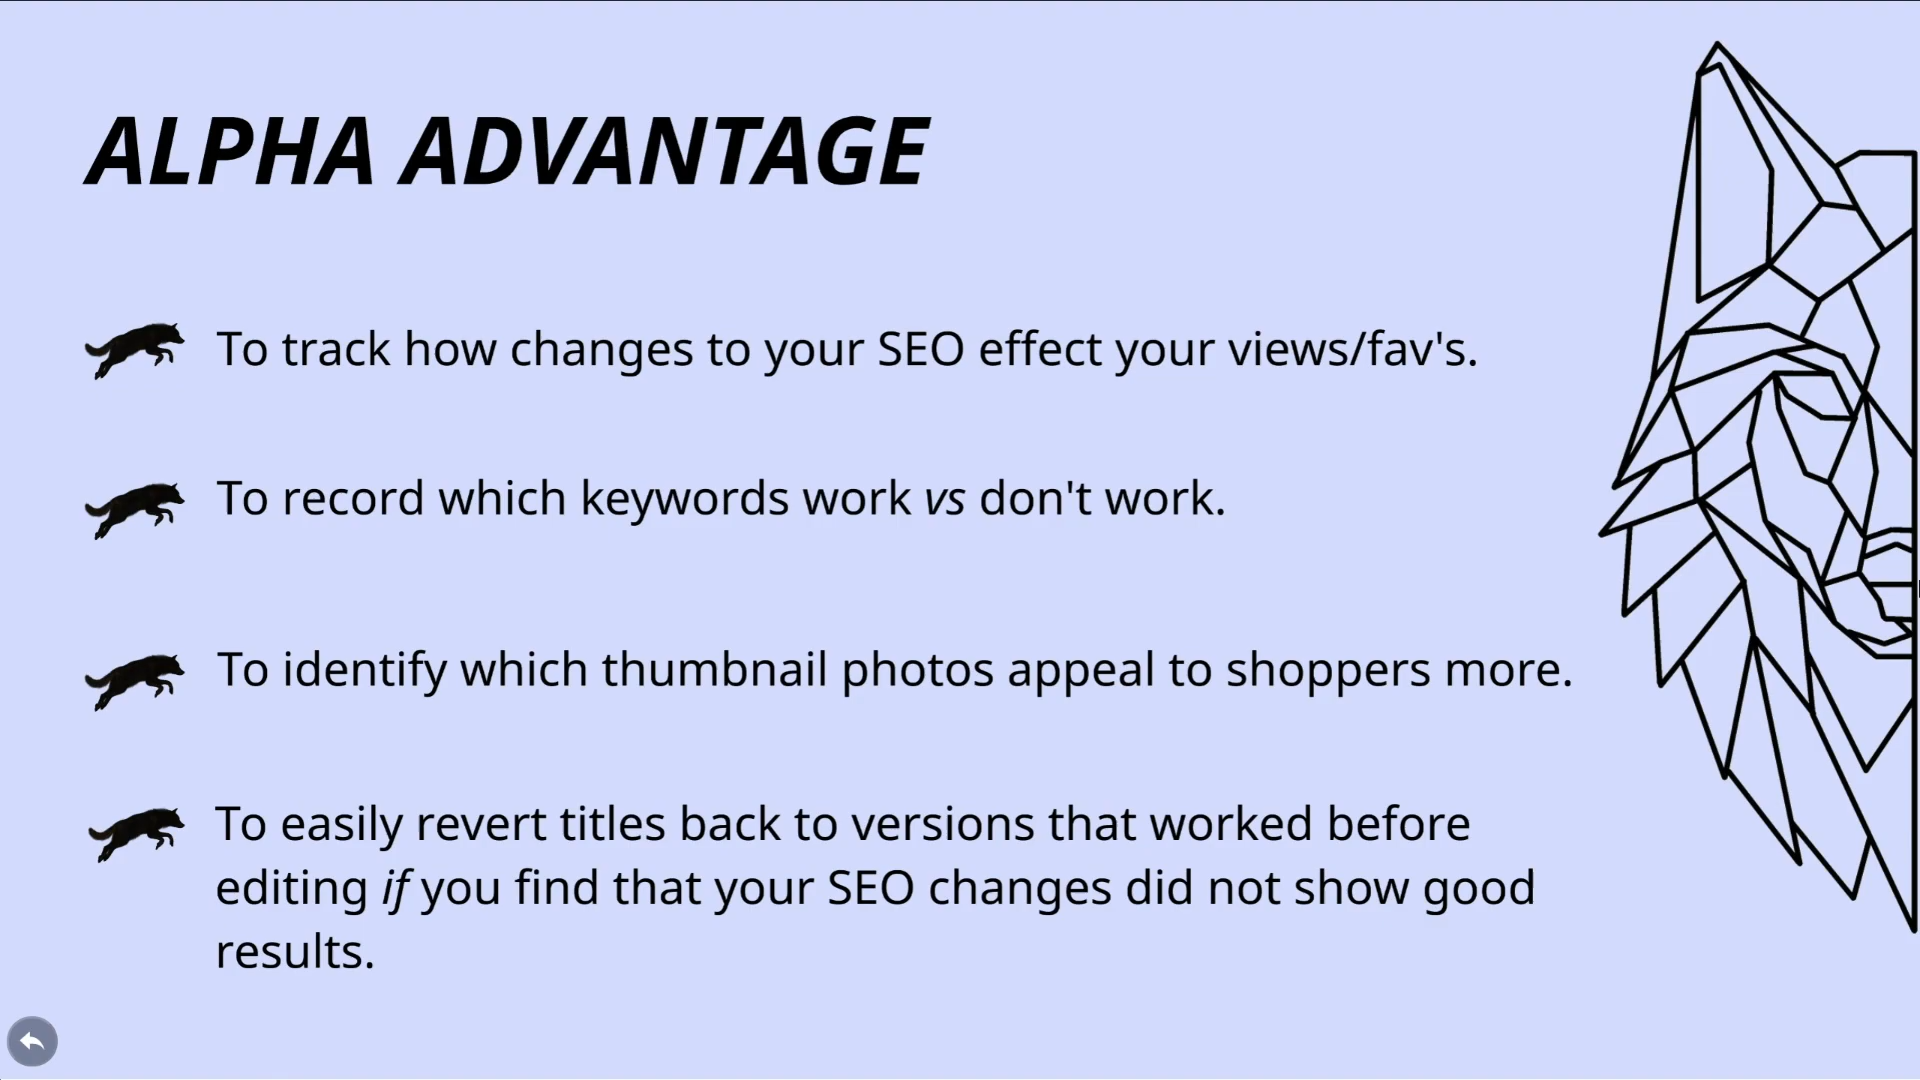 ALPHA ADVANTAGE
To track how changes to your SEO effect your views/fav's.
To record which keywords work vs don't work.
To identify which thumbnail photos appeal to shoppers more.
To easily revert titles back to versions that worked before
editing if you find that your SEO changes did not show good
results.